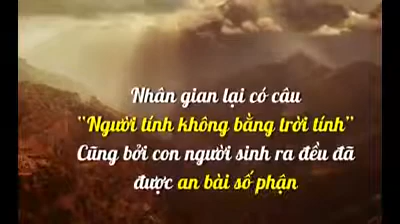 Nhân gian lại có câu
"Người tính không bằng trời tính"
Cũng bởi con người sinh ra đều đã
được an bài số phận